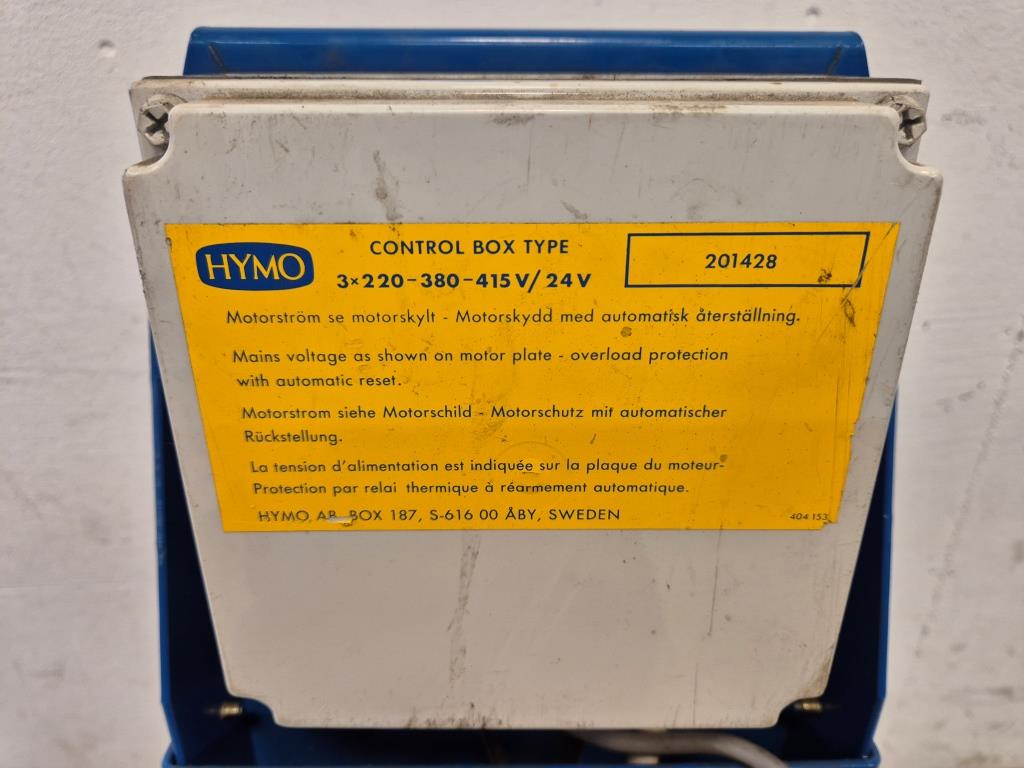 HYMO
CONTROL BOX TYPE
3×220-380-415V/24V
201428
Motorström se motorskylt - Motorskydd med automatisk återställning.
Mains voltage as shown on motor plate - overload protection
with automatic reset.
Motorstrom siehe Motorschild - Motorschutz mit automatischer
Rückstellung.
La tension d'alimentation est indiquée sur la plaque du moteur-
Protection par relai thermique à réarmement automatique.
HYMO AB, BOX 187, S-616 00 ÅBY, SWEDEN
404 153